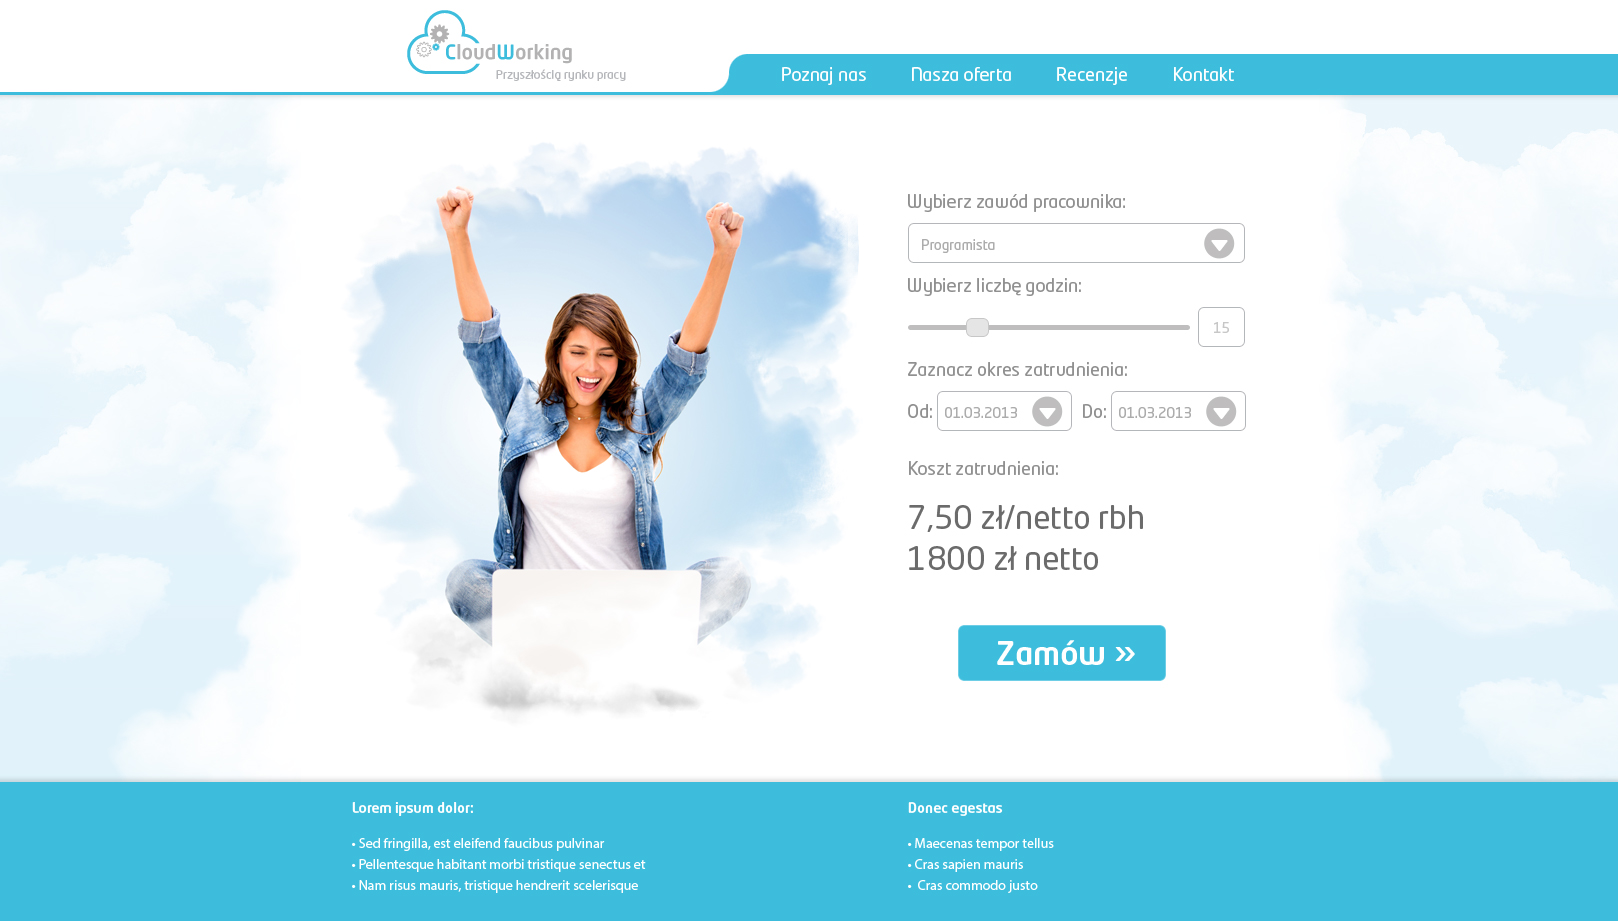 CloudWorking
Przyszłością rynku pracy
Poznaj nas
Nasza oferta
Recenzje
Kontakt
Wybierz zawód pracownika:
Programista
Wybierz liczbę godzin:
15
Zaznacz okres zatrudnienia:
Od: 01.03.2013 Do: 01.03.2013
Koszt zatrudnienia:
7,50 zł/netto rbh
1800 zł netto
Zamów »
Lorem ipsum dolor:
• Sed fringilla, est eleifend faucibus pulvinar
• Pellentesque habitant morbi tristique senectus et
• Nam risus mauris, tristique hendrerit scelerisque
Donec egestas
• Maecenas tempor tellus
• Cras sapien mauris
• Cras commodo justo